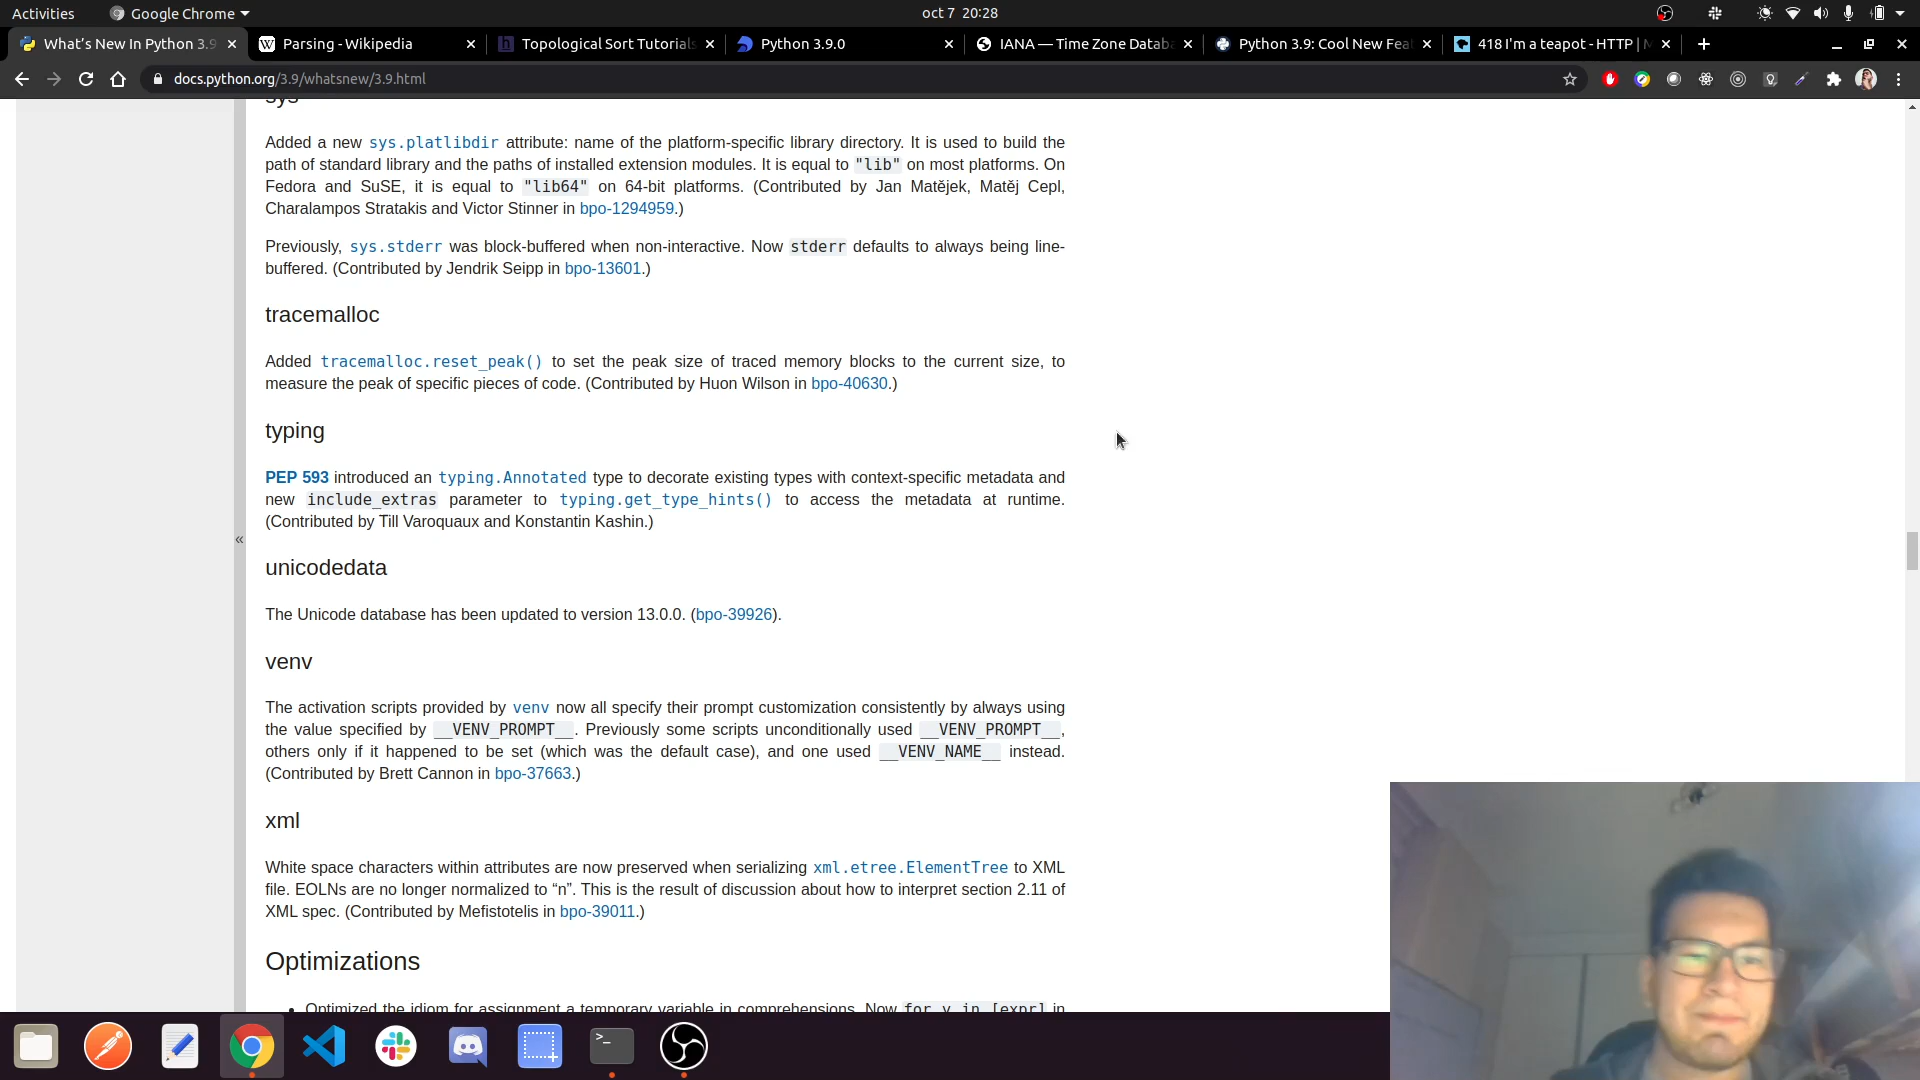 Activities Google Chrome oct 7 20:28
What's New In Python 3.9 Parsing - Wikipedia Topological Sort Tutorials Python 3.9.0 IANA — Time Zone Databa Python 3.9: Cool New Fea 418 I'm a teapot - HTTP |
docs.python.org/3.9/whatsnew/3.9.html
sys
Added a new sys.platlibdir attribute: name of the platform-specific library directory. It is used to build the
path of standard library and the paths of installed extension modules. It is equal to "lib" on most platforms. On
Fedora and SuSE, it is equal to "lib64" on 64-bit platforms. (Contributed by Jan Matějek, Matěj Cepl,
Charalampos Stratakis and Victor Stinner in bpo-1294959.)
Previously, sys.stderr was block-buffered when non-interactive. Now stderr defaults to always being line-
buffered. (Contributed by Jendrik Seipp in bpo-13601.)
tracemalloc
Added tracemalloc.reset_peak() to set the peak size of traced memory blocks to the current size, to
measure the peak of specific pieces of code. (Contributed by Huon Wilson in bpo-40630.)
typing
PEP 593 introduced an typing.Annotated type to decorate existing types with context-specific metadata and
new include_extras parameter to typing.get_type_hints() to access the metadata at runtime.
(Contributed by Till Varoquaux and Konstantin Kashin.)
«
unicodedata
The Unicode database has been updated to version 13.0.0. (bpo-39926).
venv
The activation scripts provided by venv now all specify their prompt customization consistently by always using
the value specified by __VENV_PROMPT__. Previously some scripts unconditionally used __VENV_PROMPT__,
others only if it happened to be set (which was the default case), and one used __VENV_NAME__ instead.
(Contributed by Brett Cannon in bpo-37663.)
xml
White space characters within attributes are now preserved when serializing xml.etree.ElementTree to XML
file. EOLNs are no longer normalized to “n”. This is the result of discussion about how to interpret section 2.11 of
XML spec. (Contributed by Mefistotelis in bpo-39011.)
Optimizations
• Optimized the idiom for assignment a temporary variable in comprehensions. Now for y in [expr] in